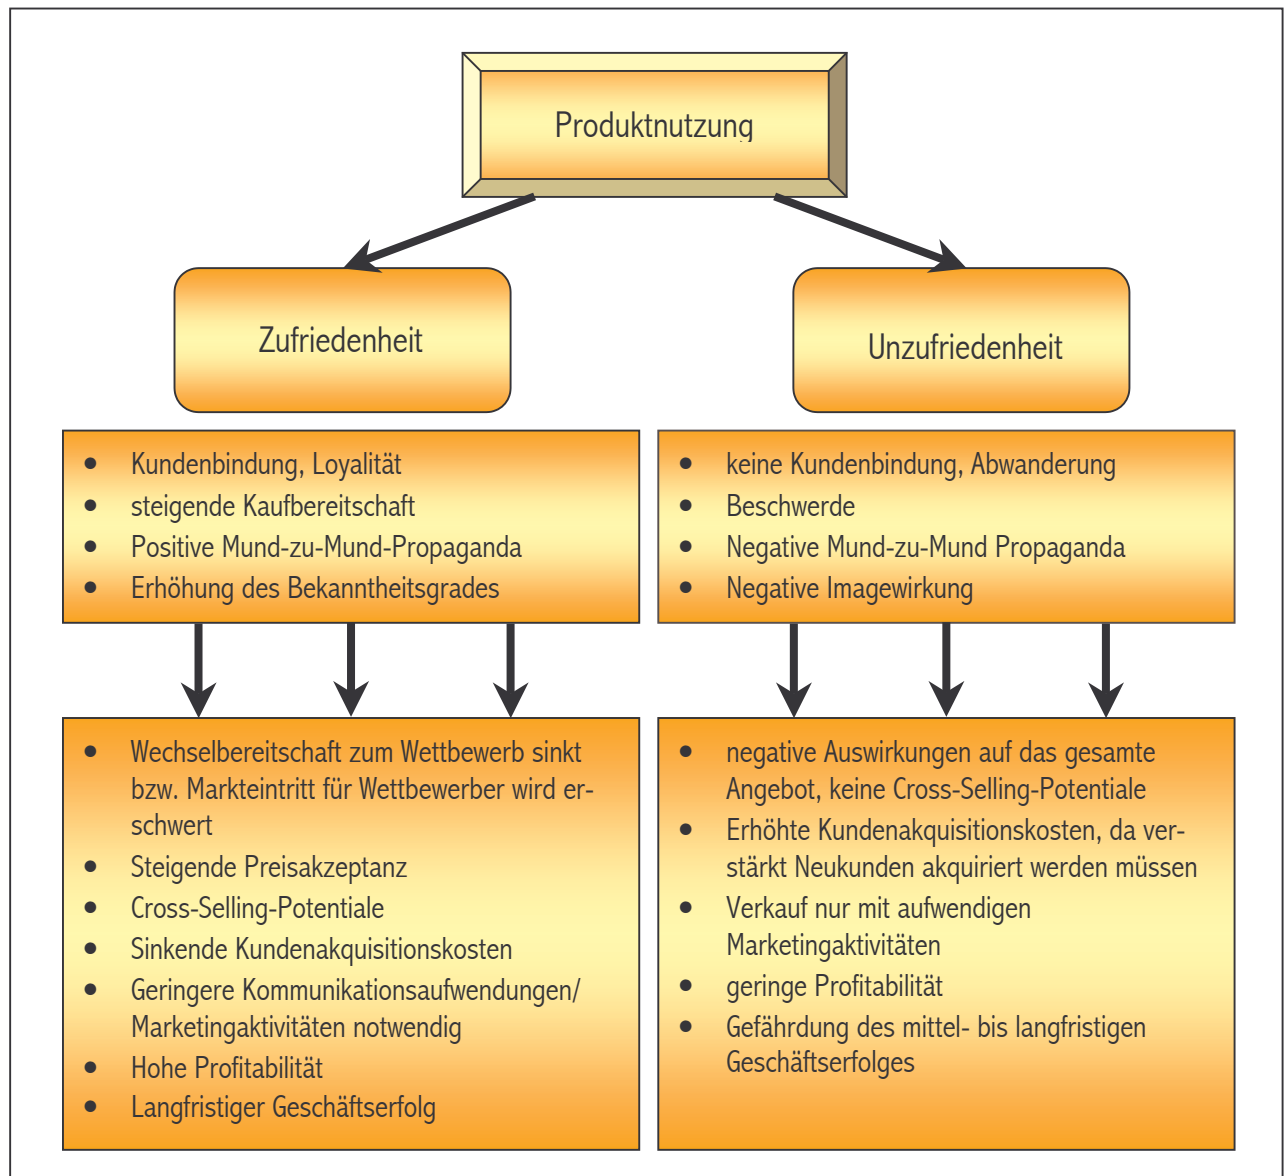 Produktnutzung
Zufriedenheit
Unzufriedenheit
• Kundenbindung, Loyalität
• steigende Kaufbereitschaft
• Positive Mund-zu-Mund-Propaganda
• Erhöhung des Bekanntheitsgrades
• keine Kundenbindung, Abwanderung
• Beschwerde
• Negative Mund-zu-Mund Propaganda
• Negative Imagewirkung
• Wechselbereitschaft zum Wettbewerb sinkt
bzw. Markteintritt für Wettbewerber wird er-
schwert
• Steigende Preisakzeptanz
• Cross-Selling-Potentiale
• Sinkende Kundenakquisitionskosten
• Geringere Kommunikationsaufwendungen/
Marketingaktivitäten notwendig
• Hohe Profitabilität
• Langfristiger Geschäftserfolg
• negative Auswirkungen auf das gesamte
Angebot, keine Cross-Selling-Potentiale
• Erhöhte Kundenakquisitionskosten, da ver-
stärkt Neukunden akquiriert werden müssen
• Verkauf nur mit aufwendigen
Marketingaktivitäten
• geringe Profitabilität
• Gefährdung des mittel- bis langfristigen
Geschäftserfolges